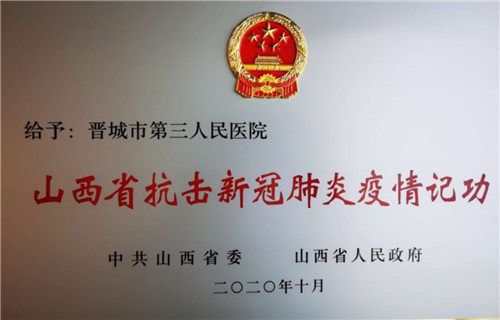 给予：晋城市第三人民医院
山西省抗击新冠肺炎疫情记功
中共山西省委 山西省人民政府
二〇二〇年十月